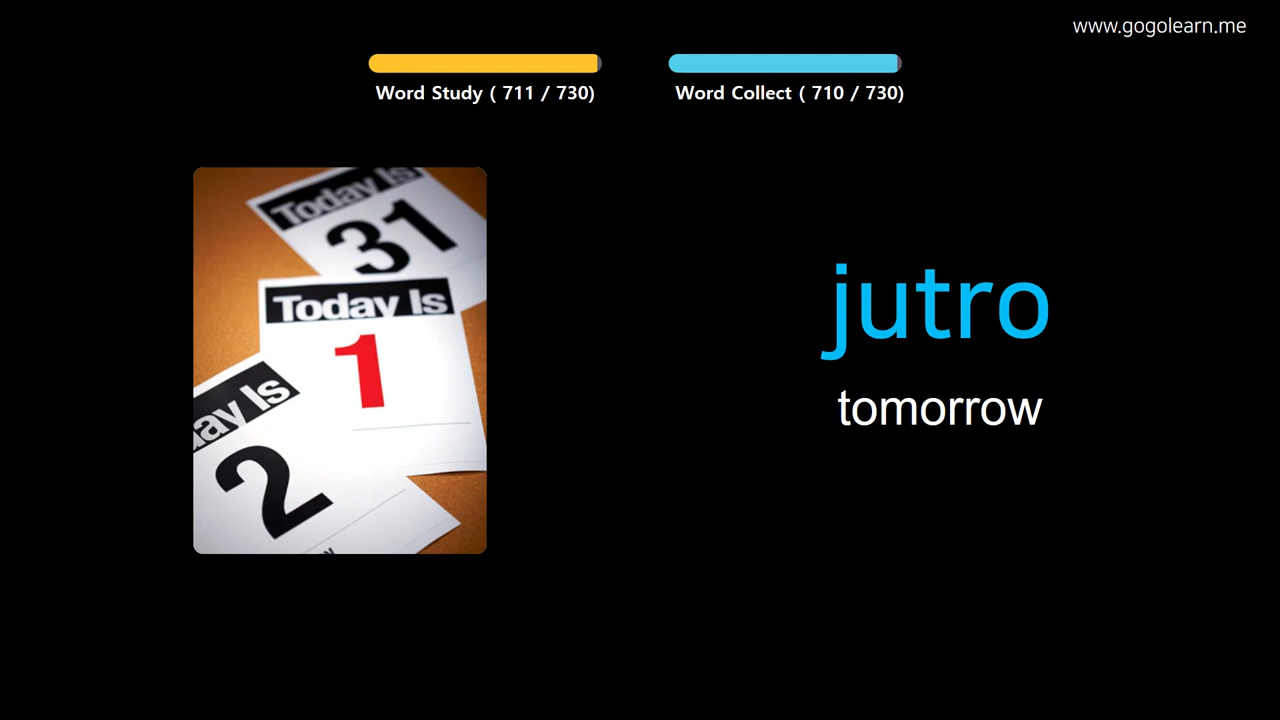 www.gogolearn.me
Word Study ( 711 / 730)
Word Collect ( 710 / 730)
Today Is
31
Today Is
1
ay Is
2
jutro
tomorrow